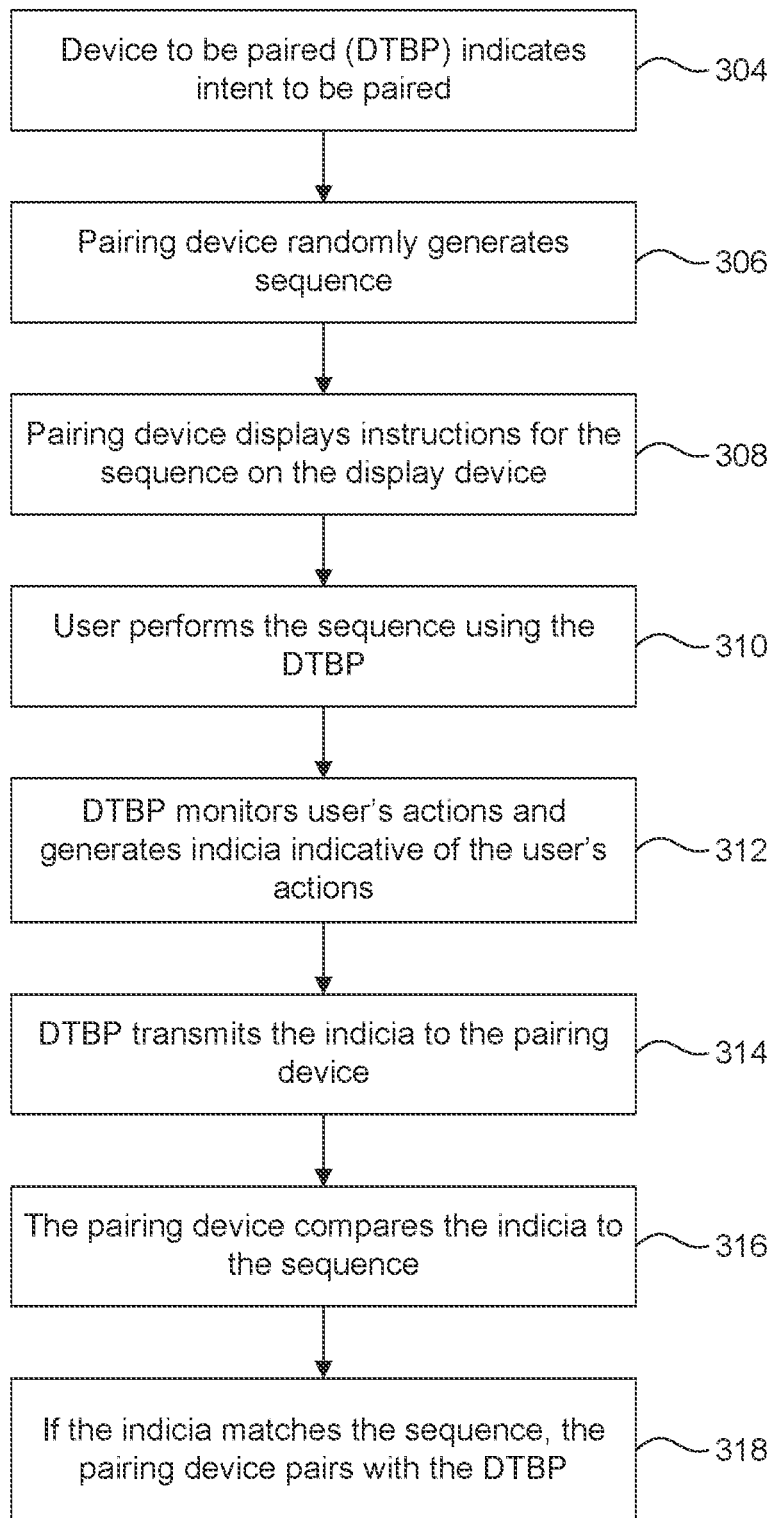 Device to be paired (DTBP) indicates
intent to be paired
304
Pairing device randomly generates
sequence
306
Pairing device displays instructions for the
sequence on the display device
308
User performs the sequence using the
DTBP
310
DTBP monitors user's actions and
generates indicia indicative of the user's
actions
312
DTBP transmits the indicia to the pairing
device
314
The pairing device compares the indicia to
the sequence
316
If the indicia matches the sequence, the
pairing device pairs with the DTBP
318